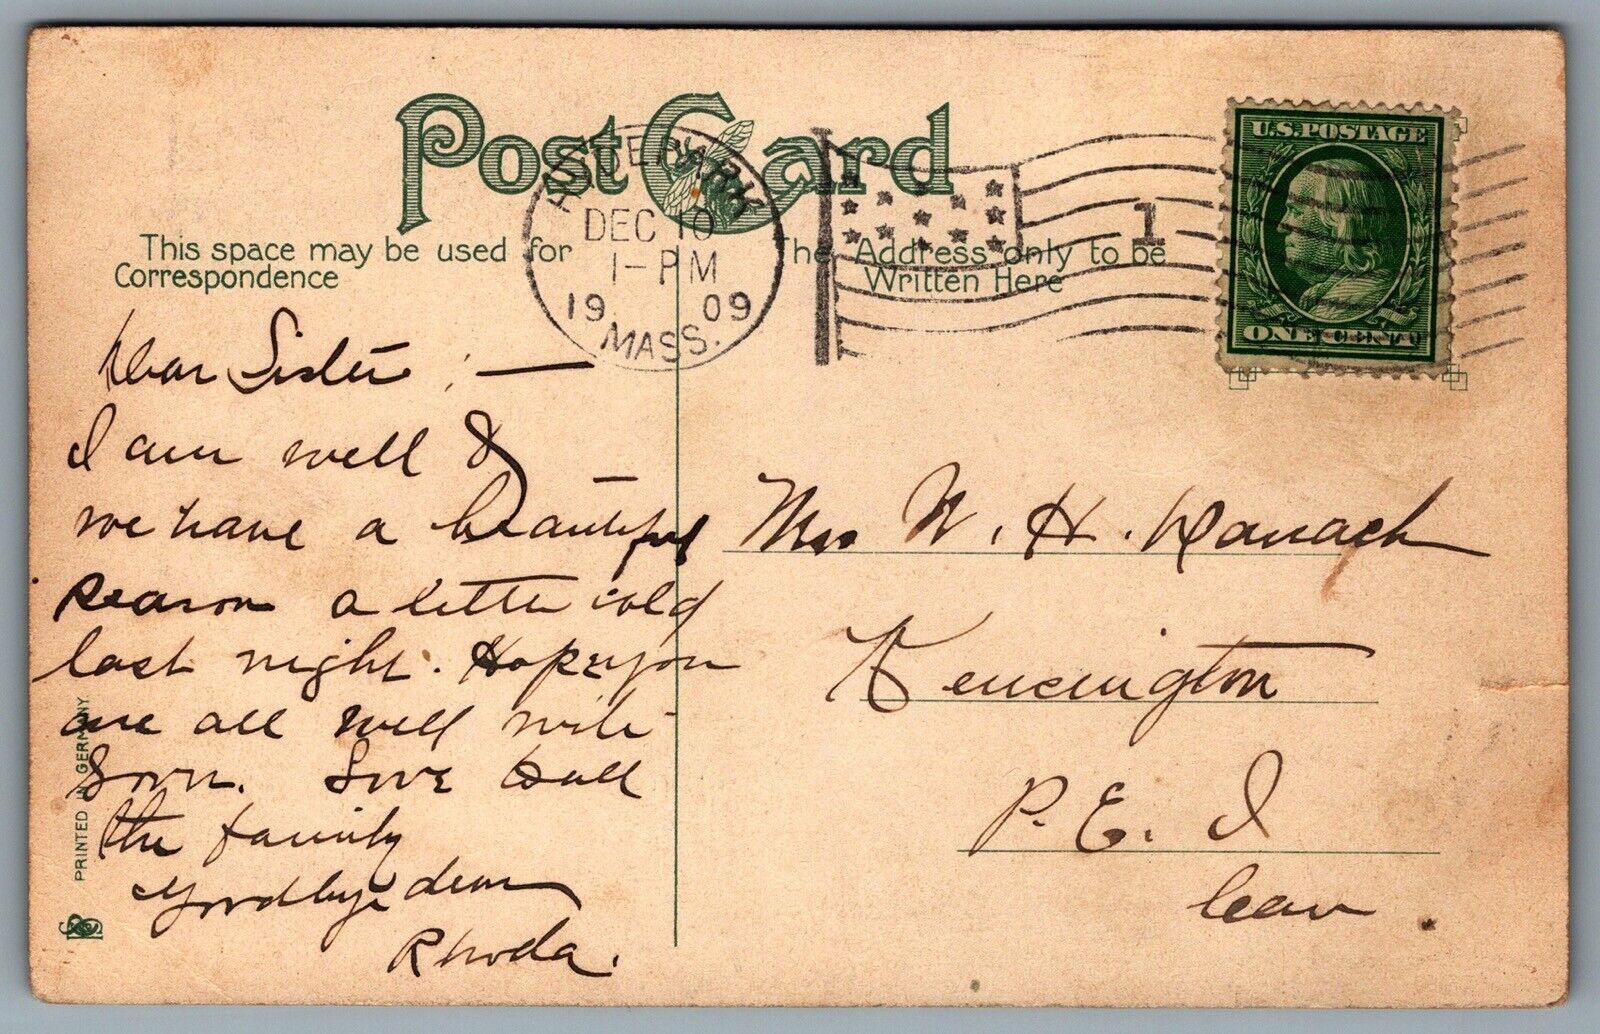 Post Card
HYDE PARK
DEC 10
1-PM
19 09
MASS.
1
U.S. POSTAGE
ONE CENT
This space may be used for
Correspondence
The Address only to be
Written Here
Dear Sister : —
I am well &
we have a beautiful
season a little cold
last night. Hope you
are all well write
soon. Love to all
the family
Goodbye dear
Rhoda.
Mrs W. H.
Kensington
P. E. I
Can.
PRINTED IN GERMANY